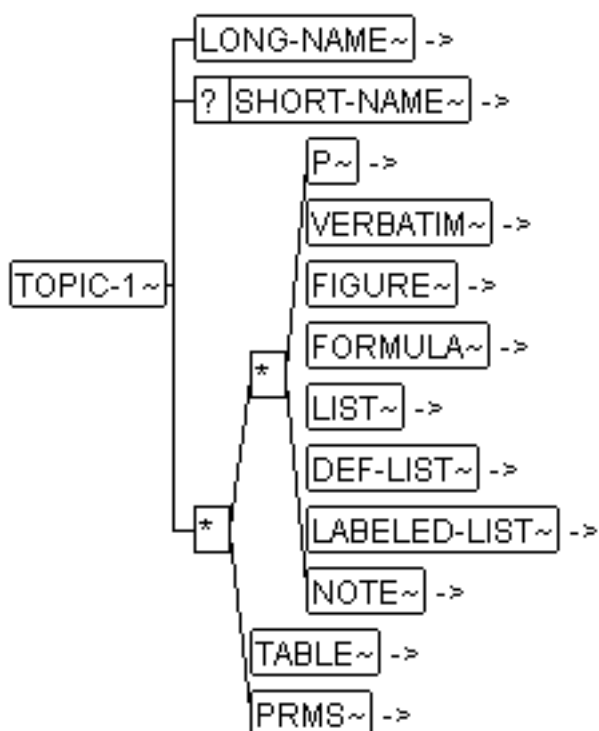 LONG-NAME~ ->
? SHORT-NAME~ ->
P~ ->
VERBATIM~ ->
TOPIC-1~ FIGURE~ ->
FORMULA~ ->
*
LIST~ ->
DEF-LIST~ ->
* LABELED-LIST~ ->
NOTE~ ->
TABLE~ ->
PRMS~ ->